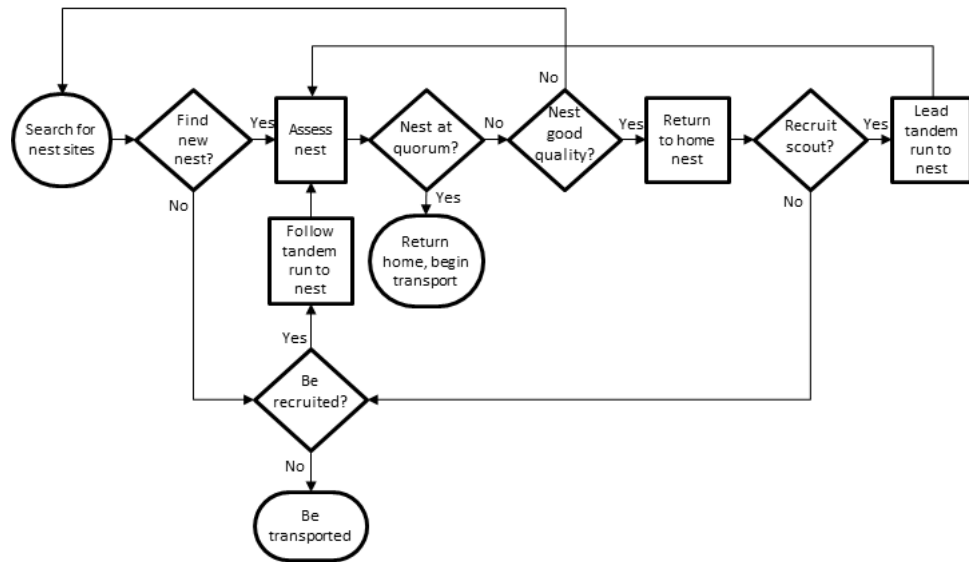 Search for
nest sites
Find
new
nest?
Yes
No
Assess
nest
Nest at
quorum?
No
Yes
Nest
good
quality?
No
Yes
Return
to home
nest
Recruit
scout?
Yes
No
Lead
tandem
run to
nest
Follow
tandem
run to
nest
Return
home, begin
transport
Yes
Be
recruited?
No
Be
transported